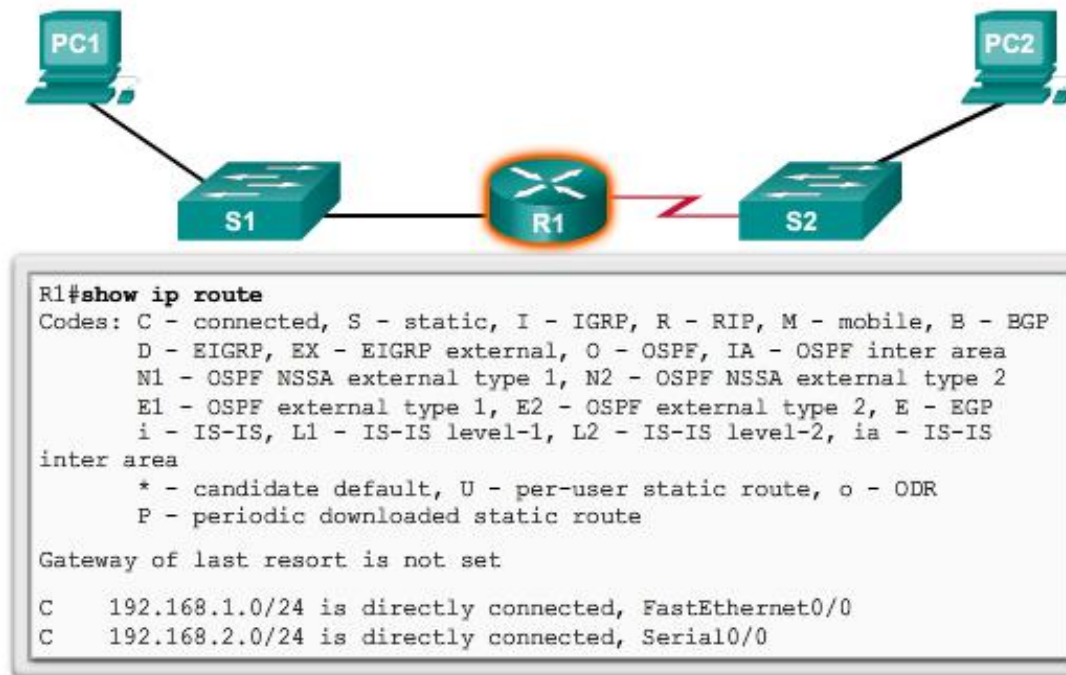 PC1
PC2
S1
R1
S2
R1#show ip route
Codes: C - connected, S - static, I - IGRP, R - RIP, M - mobile, B - BGP
D - EIGRP, EX - EIGRP external, O - OSPF, IA - OSPF inter area
N1 - OSPF NSSA external type 1, N2 - OSPF NSSA external type 2
E1 - OSPF external type 1, E2 - OSPF external type 2, E - EGP
i - IS-IS, L1 - IS-IS level-1, L2 - IS-IS level-2, ia - IS-IS
inter area
* - candidate default, U - per-user static route, o - ODR
P - periodic downloaded static route
Gateway of last resort is not set
C 192.168.1.0/24 is directly connected, FastEthernet0/0
C 192.168.2.0/24 is directly connected, Serial0/0